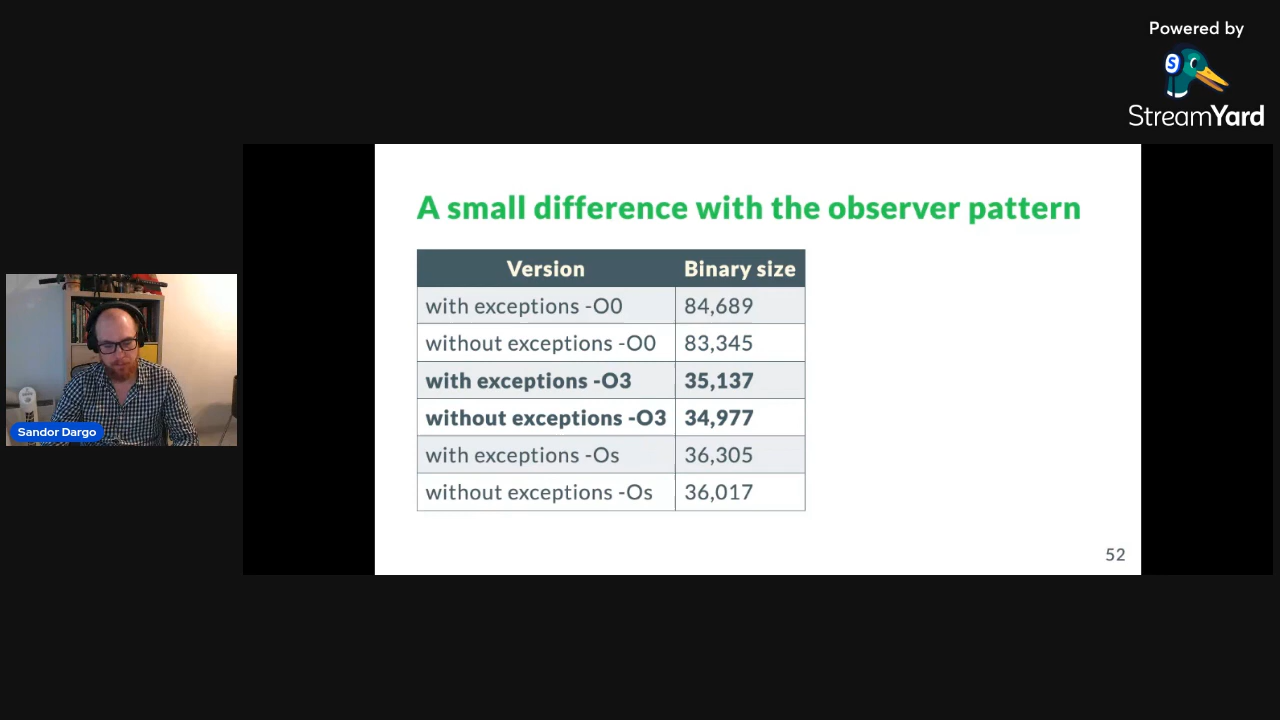 Powered by
S
StreamYard
A small difference with the observer pattern
Version Binary size
with exceptions -O0 84,689
without exceptions -O0 83,345
with exceptions -O3 35,137
without exceptions -O3 34,977
with exceptions -Os 36,305
without exceptions -Os 36,017
Sandor Dargo
52